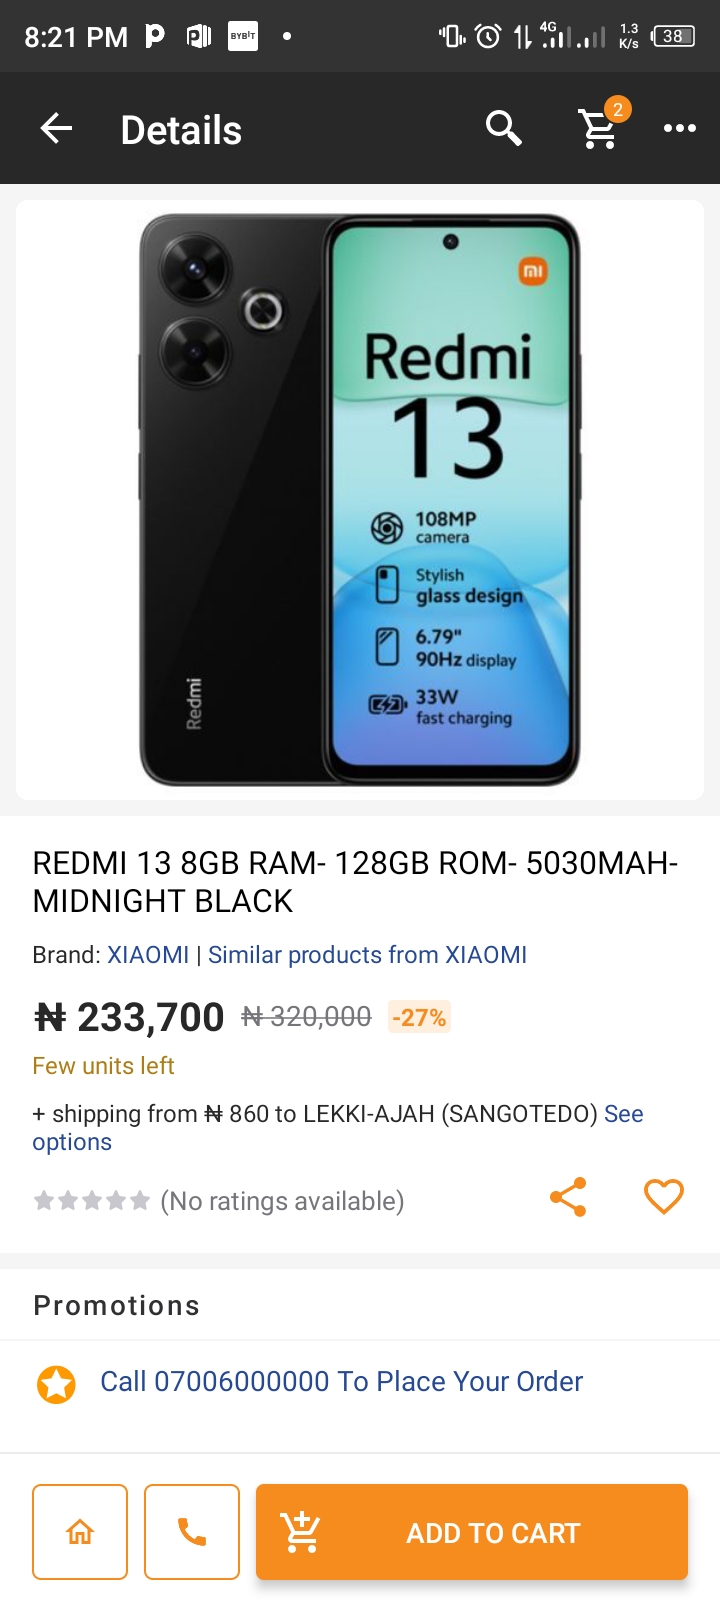 8:21 PM
BYBIT
4G
1.3
K/s
38
Details
2
Redmi
13
108MP
camera
Stylish
glass design
6.79"
90Hz display
33W
fast charging
Redmi
REDMI 13 8GB RAM- 128GB ROM- 5030MAH-
MIDNIGHT BLACK
Brand: XIAOMI | Similar products from XIAOMI
₦ 233,700 ₦ 320,000 -27%
Few units left
+ shipping from ₦ 860 to LEKKI-AJAH (SANGOTEDO) See
options
(No ratings available)
Promotions
Call 07006000000 To Place Your Order
ADD TO CART